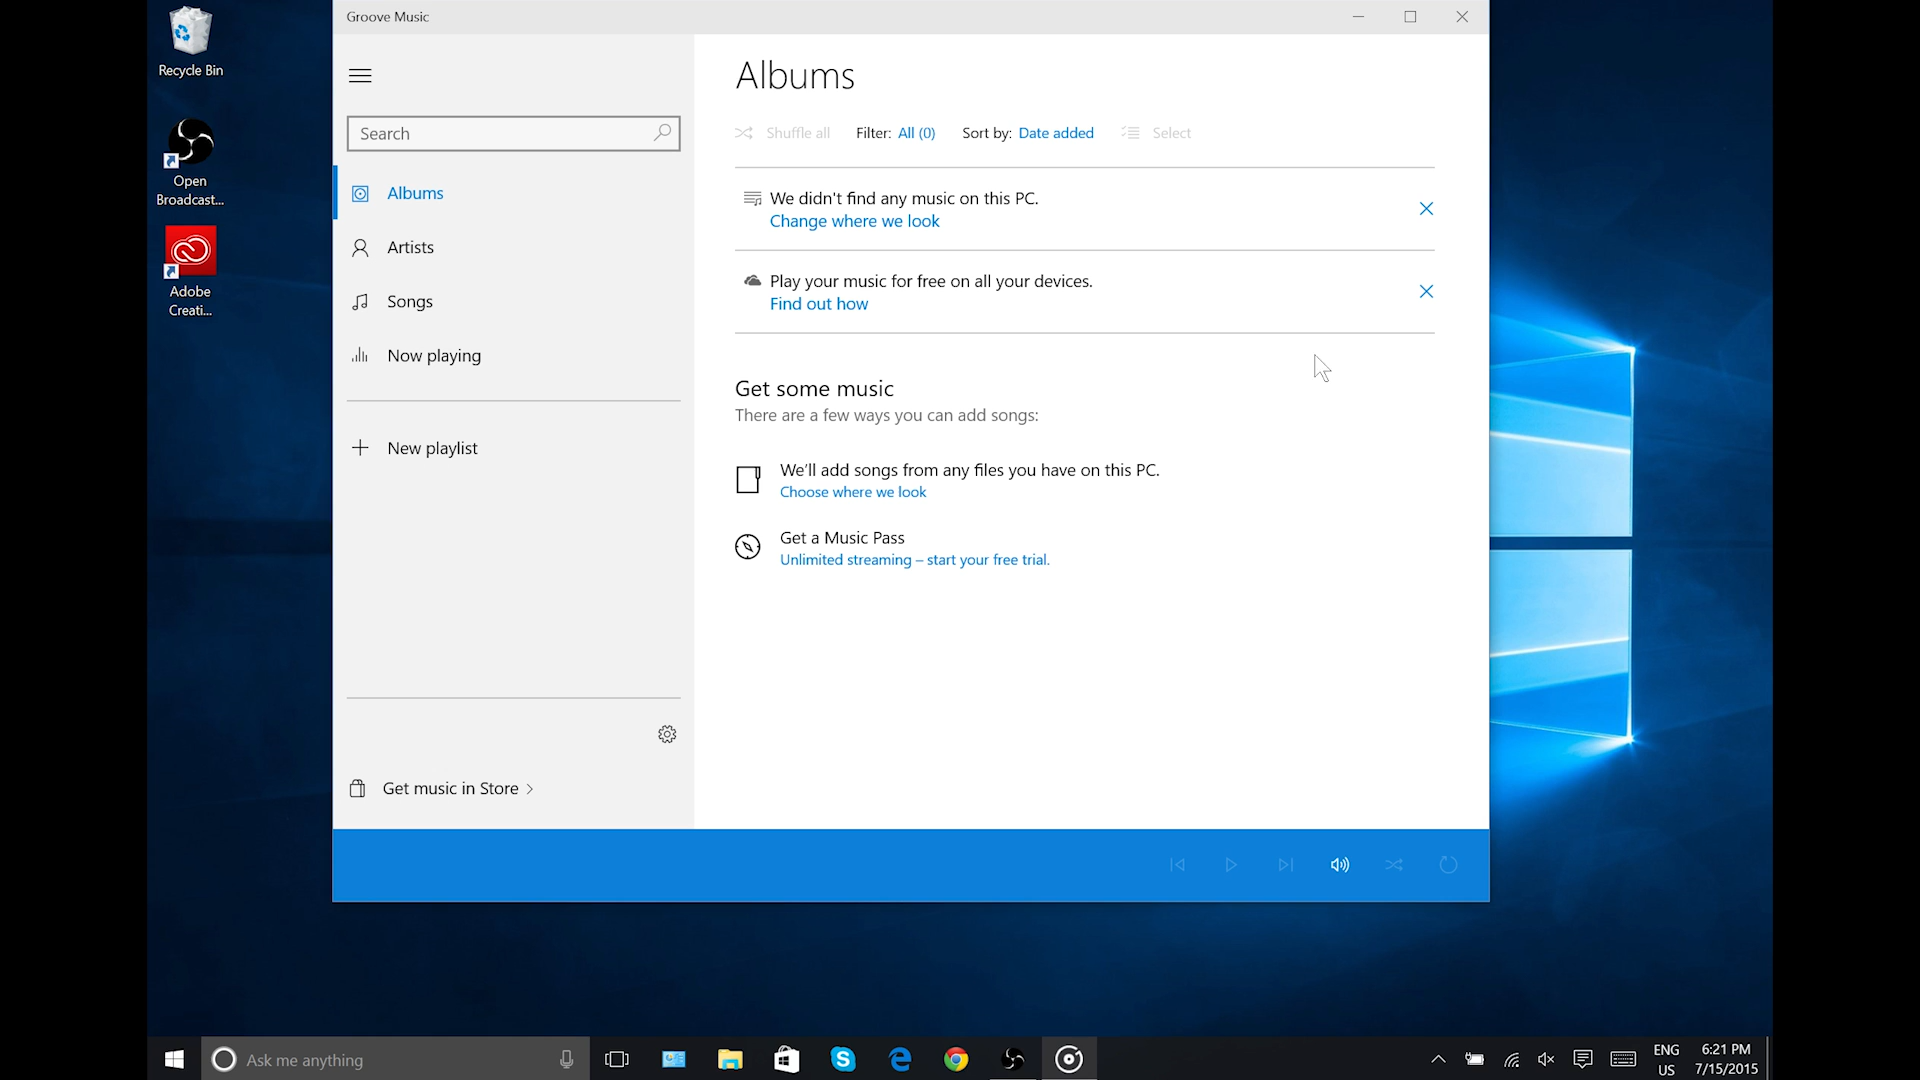 Groove Music
Recycle Bin
Open
Broadcast...
Adobe
Creati...
Search
Albums
Artists
Songs
Now playing
New playlist
Get music in Store
Albums
Shuffle all
Filter: All (0)
Sort by: Date added
Select
We didn't find any music on this PC.
Change where we look
Play your music for free on all your devices.
Find out how
Get some music
There are a few ways you can add songs:
We'll add songs from any files you have on this PC.
Choose where we look
Get a Music Pass
Unlimited streaming – start your free trial.
Ask me anything
ENG
US
6:21 PM
7/15/2015